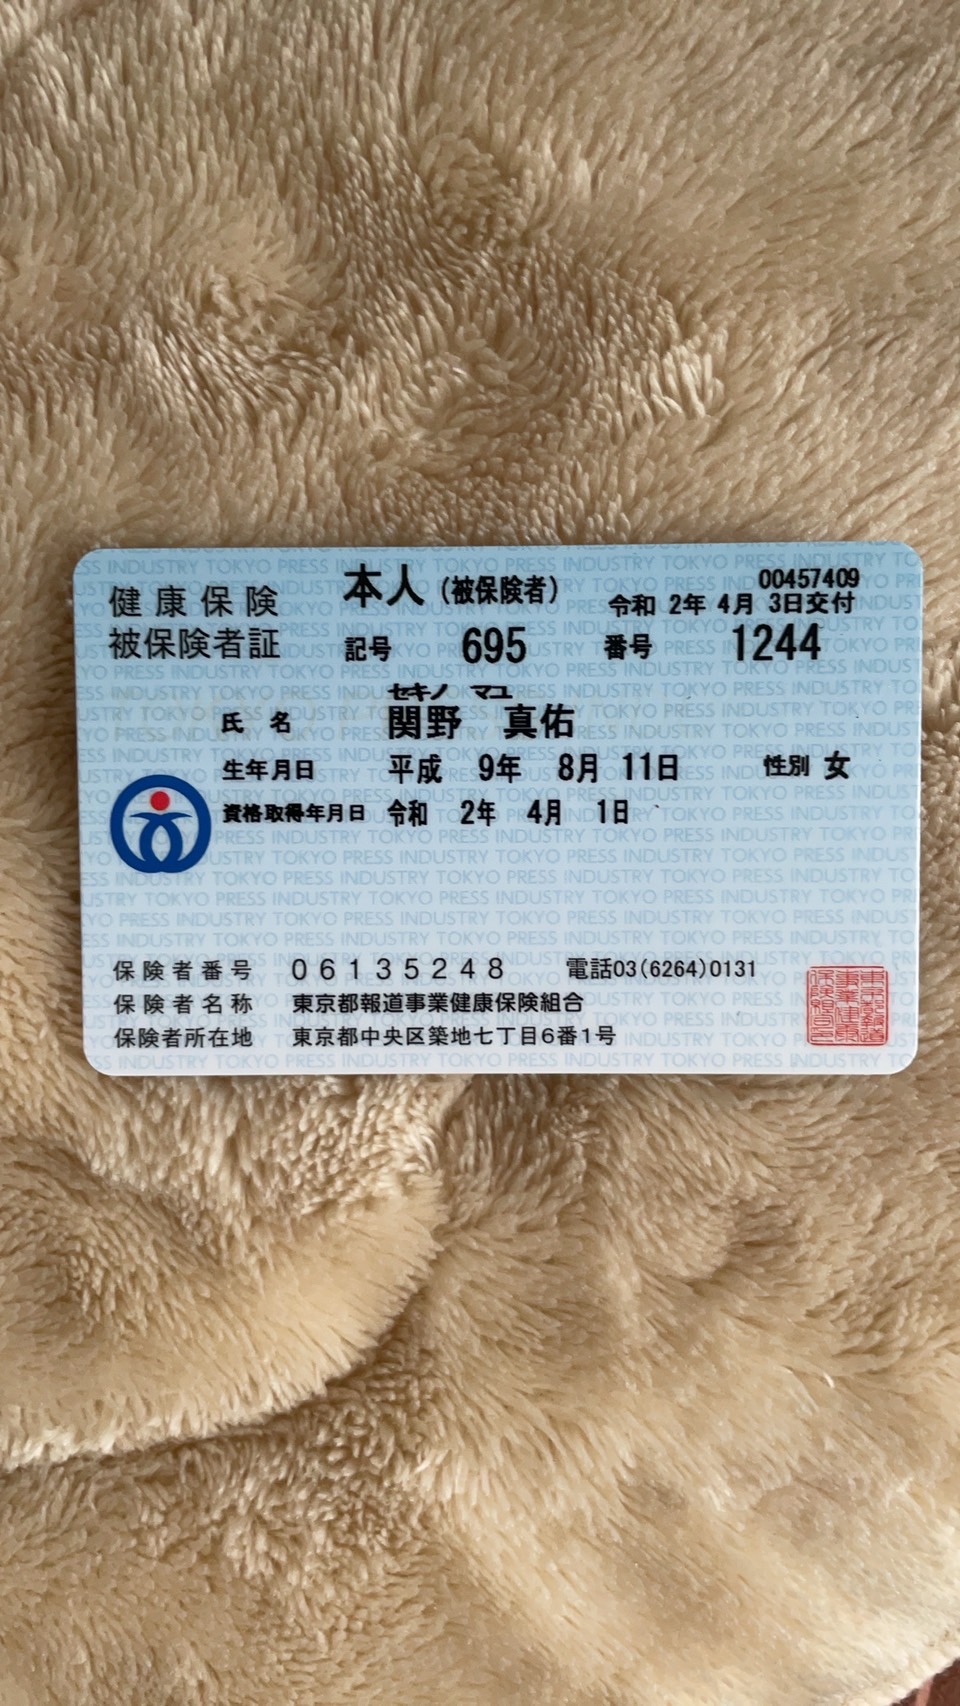 健康保険
被保険者証
本人(被保険者)
00457409
令和 2年 4月 3日交付
記号 695 番号 1244
セキノ マユ
氏名 関野 真佑
生年月日 平成 9年 8月 11日 性別 女
資格取得年月日 令和 2年 4月 1日
保険者番号 06135248 電話03(6264)0131
保険者名称 東京都報道事業健康保険組合
保険者所在地 東京都中央区築地七丁目6番1号
TOKYO PRESS INDUSTRY